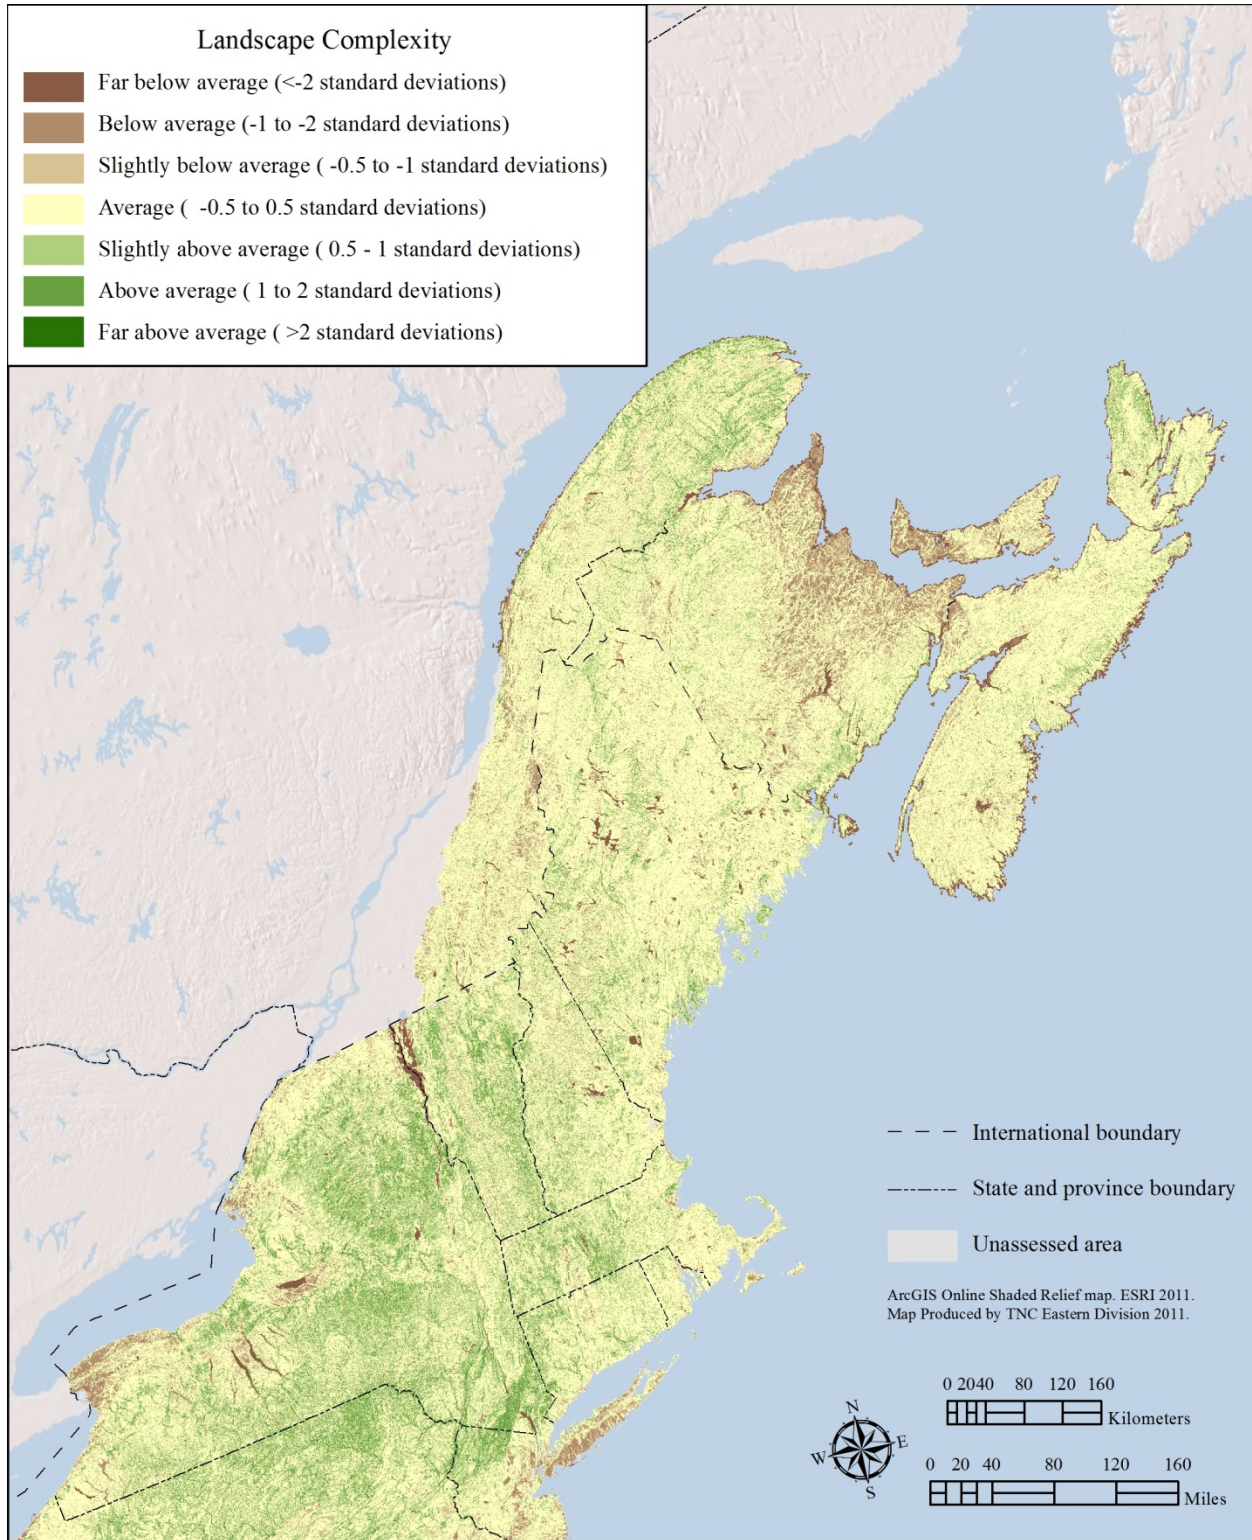 Landscape Complexity
Far below average (<-2 standard deviations)
Below average (-1 to -2 standard deviations)
Slightly below average ( -0.5 to -1 standard deviations)
Average (  -0.5 to 0.5 standard deviations)
Slightly above average ( 0.5 - 1 standard deviations)
Above average ( 1 to 2 standard deviations)
Far above average ( >2 standard deviations)
International boundary
State and province boundary
Unassessed area
ArcGIS Online Shaded Relief map. ESRI 2011.
Map Produced by TNC Eastern Division 2011.
0 2040 80 120 160
Kilometers
N
W E
S
0 20 40 80 120 160
Miles